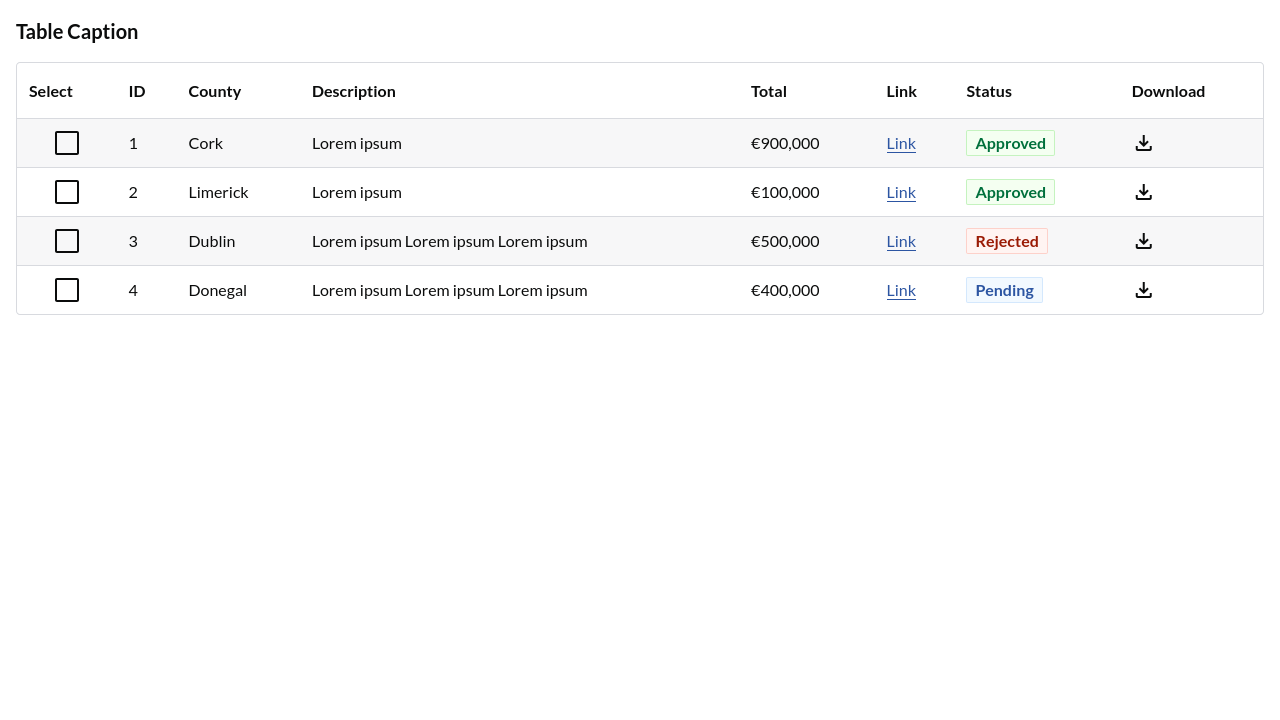 Table Caption
Select ID County Description Total Link Status Download
1 Cork Lorem ipsum €900,000 Link Approved
2 Limerick Lorem ipsum €100,000 Link Approved
3 Dublin Lorem ipsum Lorem ipsum Lorem ipsum €500,000 Link Rejected
4 Donegal Lorem ipsum Lorem ipsum Lorem ipsum €400,000 Link Pending